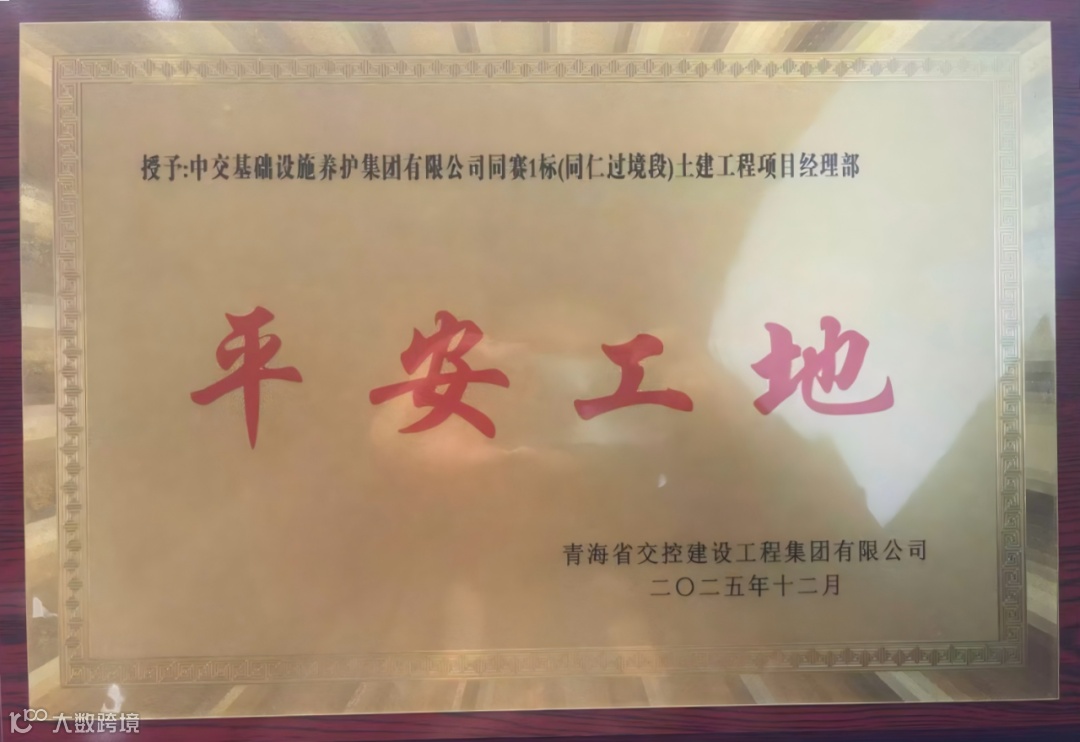 授予:中交基础设施养护集团有限公司同赛1标(同仁过境段)土建工程项目经理部
平安工地
青海省交控建设工程集团有限公司
二〇二五年十二月
大数跨境